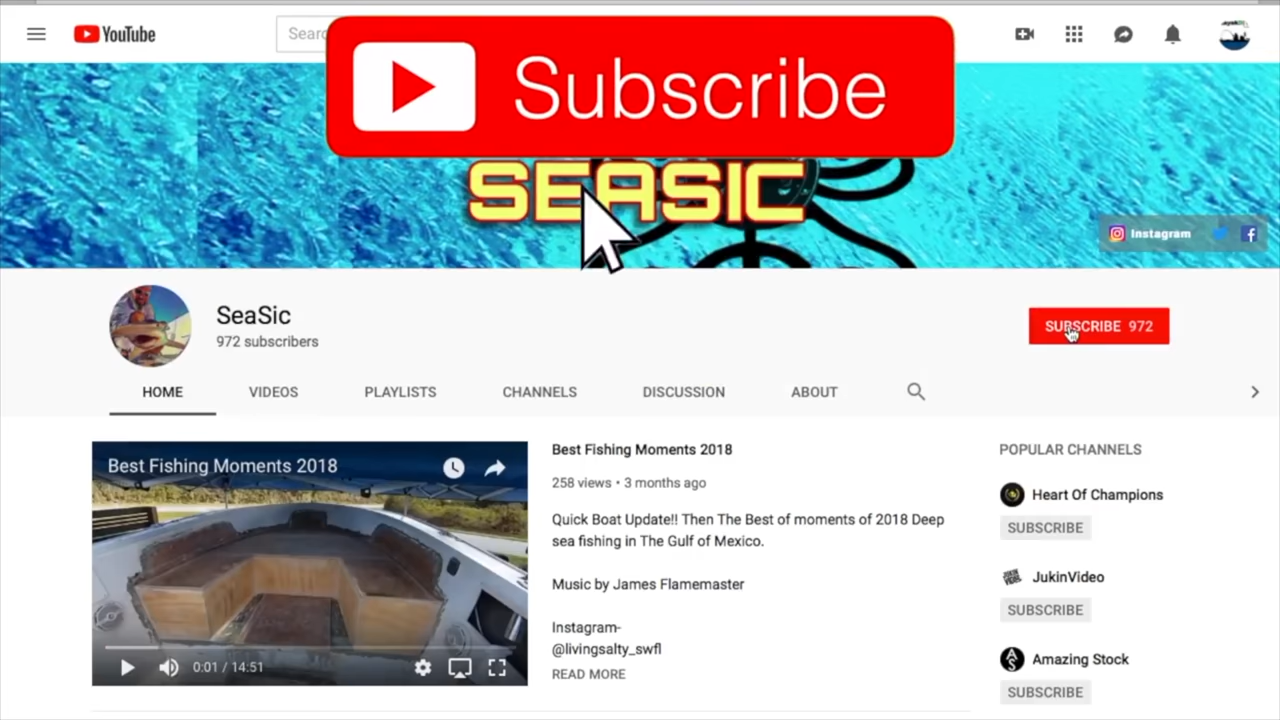 YouTube
Sear
Subscribe
SEASIC
Instagram
SeaSic
972 subscribers
SUBSCRIBE 972
HOME
VIDEOS
PLAYLISTS
CHANNELS
DISCUSSION
ABOUT
Best Fishing Moments 2018
0:01 / 14:51
Best Fishing Moments 2018
258 views • 3 months ago
Quick Boat Update!! Then The Best of moments of 2018 Deep
sea fishing in The Gulf of Mexico.
Music by James Flamemaster
Instagram-
@livingsalty_swfl
READ MORE
POPULAR CHANNELS
Heart Of Champions
SUBSCRIBE
JukinVideo
SUBSCRIBE
Amazing Stock
SUBSCRIBE